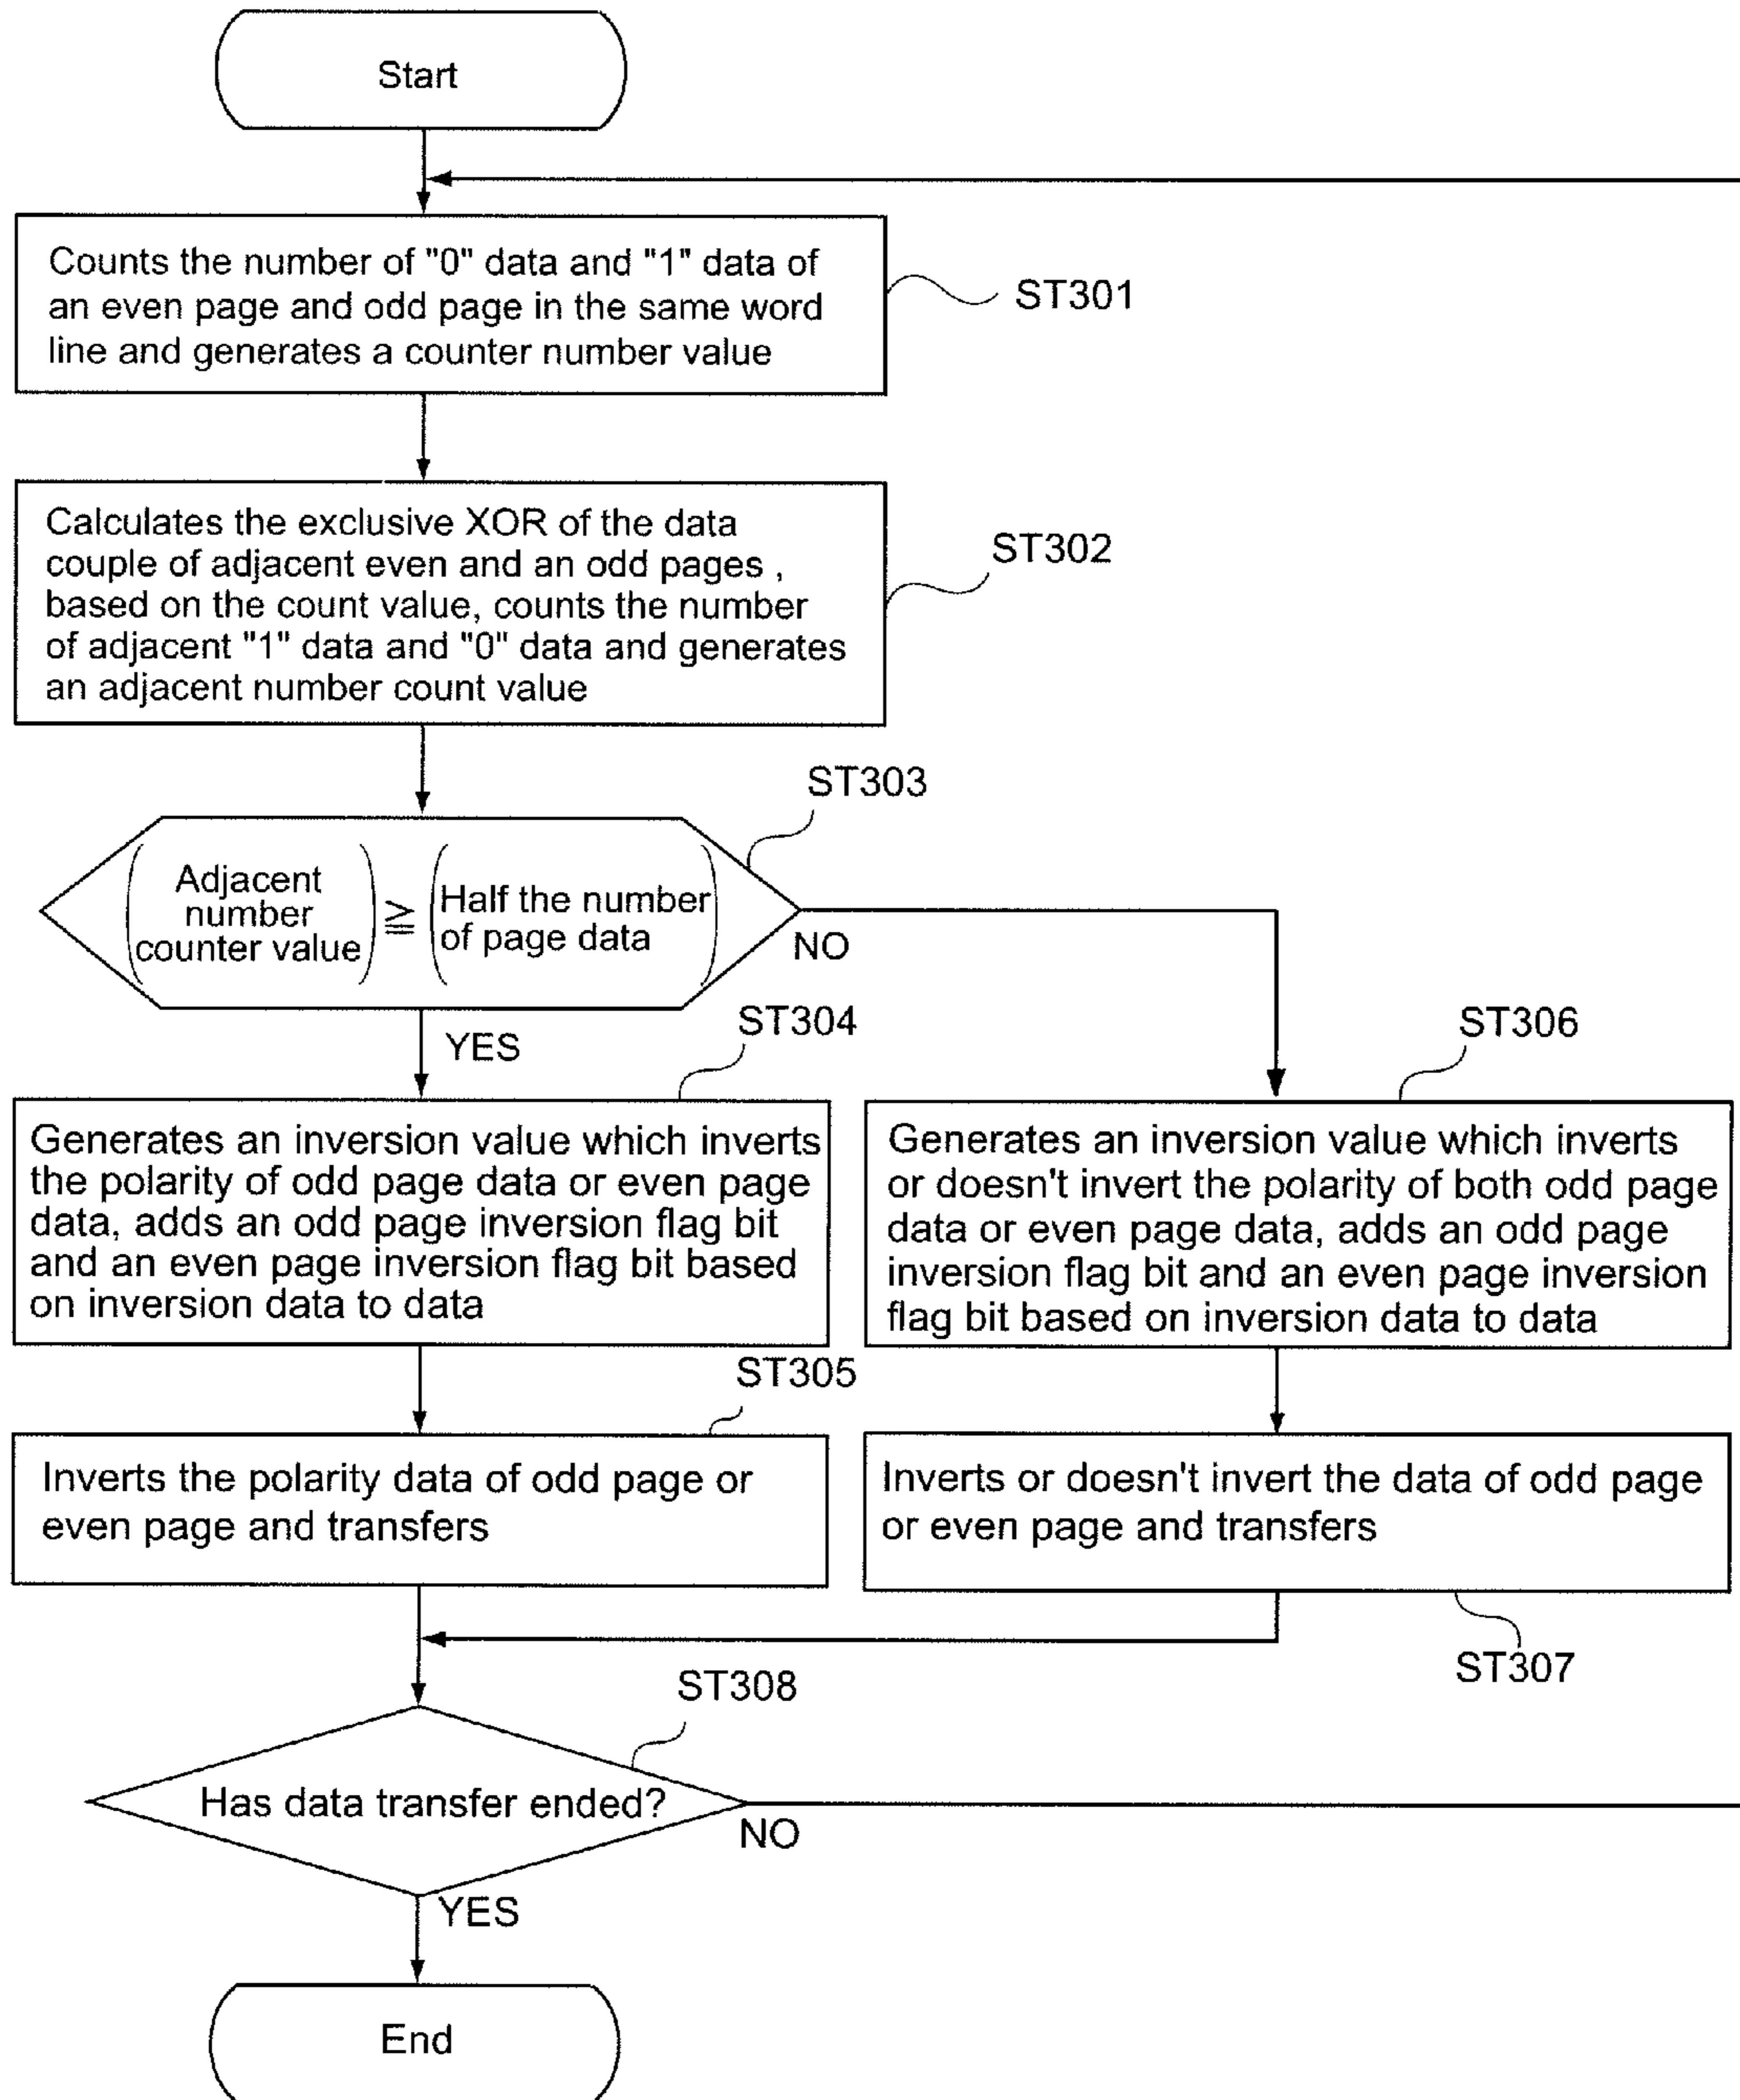 Start
Counts the number of "0" data and "1" data of
an even page and odd page in the same word
line and generates a counter number value
ST301
Calculates the exclusive XOR of the data
couple of adjacent even and an odd pages ,
based on the count value, counts the number
of adjacent "1" data and "0" data and generates
an adjacent number count value
ST302
ST303
Adjacent
number
counter value
≧
Half the number
of page data
NO
YES
ST304
Generates an inversion value which inverts
the polarity of odd page data or even page
data, adds an odd page inversion flag bit
and an even page inversion flag bit based
on inversion data to data
ST306
Generates an inversion value which inverts
or doesn't invert the polarity of both odd page
data or even page data, adds an odd page
inversion flag bit and an even page inversion
flag bit based on inversion data to data
ST305
Inverts the polarity data of odd page or
even page and transfers
Inverts or doesn't invert the data of odd page
or even page and transfers
ST307
ST308
Has data transfer ended?
NO
YES
End